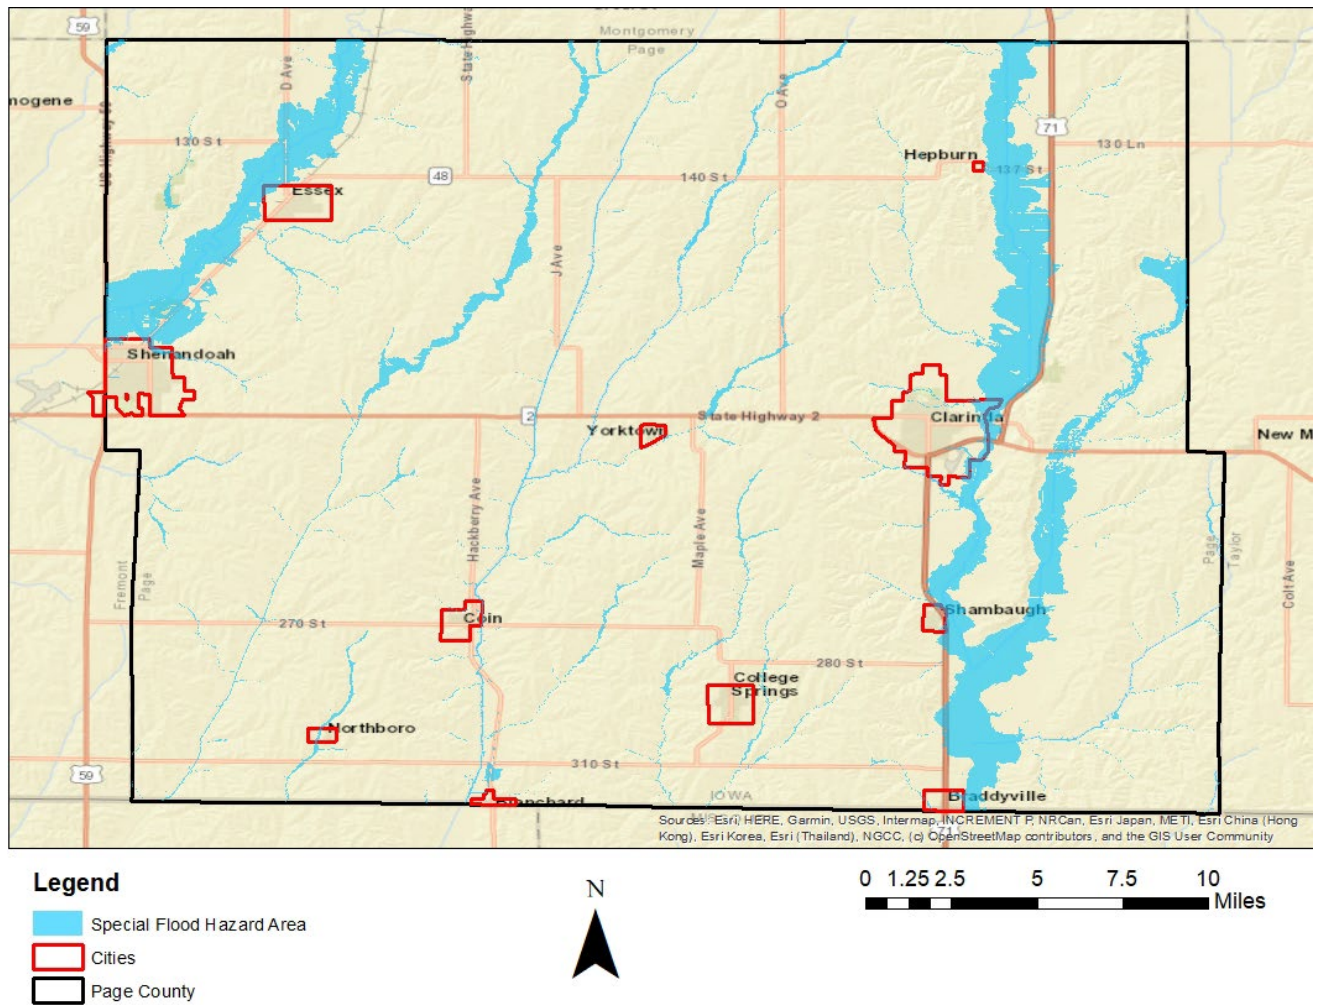 59
Montgomery
Page
D Ave
O Ave
mogene
130 St
71
130 Ln
Hepburn
137 St
48
140 St
Essex
J Ave
Shenandoah
2
State Highway 2
Clarinda
Yorktown
New M
Hackberry Ave
Maple Ave
Fremont
Page
Page
Taylor
Colt Ave
Coin
270 St
Shambaugh
280 St
College
Springs
Northboro
310 St
59
Blanchard
IOWA
Braddyville
71
Sources: Esri, HERE, Garmin, USGS, Intermap, INCREMENT P, NRCan, Esri Japan, METI, Esri China (Hong
Kong), Esri Korea, Esri (Thailand), NGCC, (c) OpenStreetMap contributors, and the GIS User Community
Legend
Special Flood Hazard Area
Cities
Page County
N
0 1.25 2.5 5 7.5 10
Miles